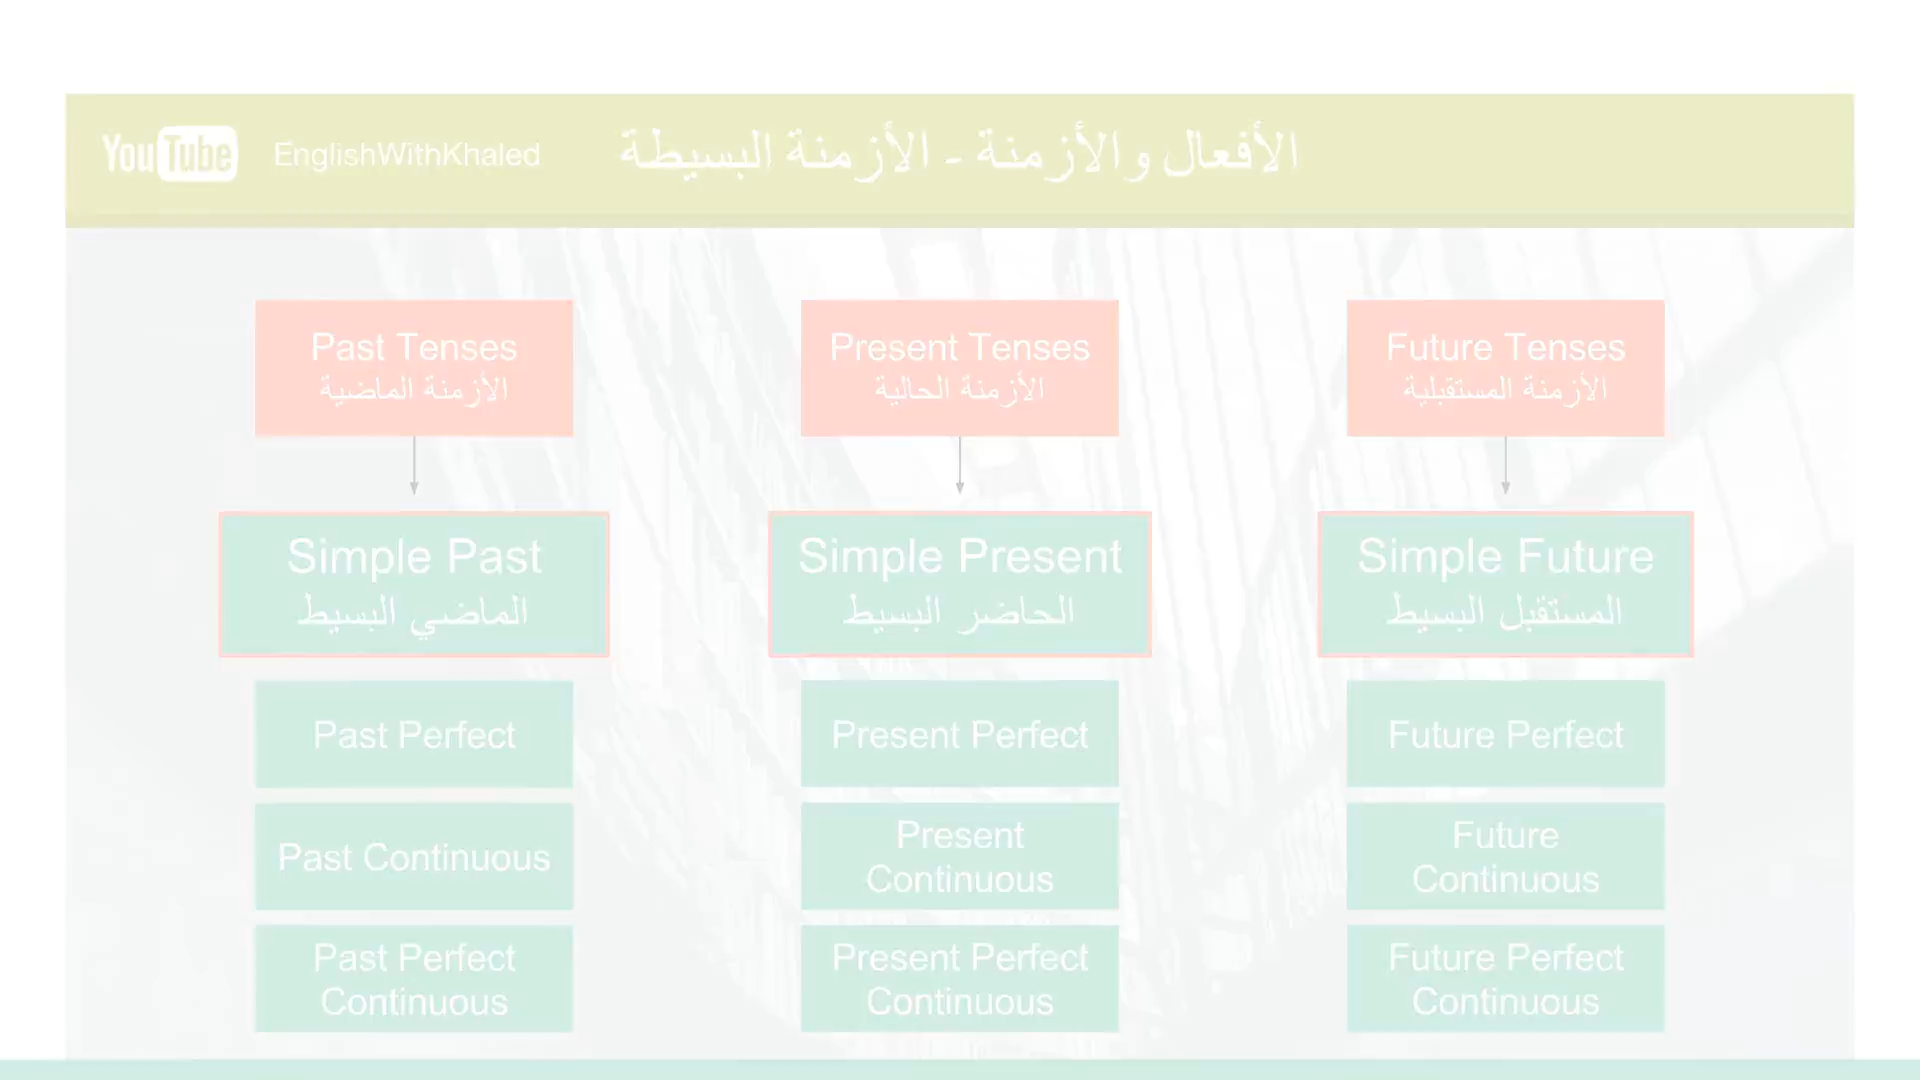 YouTube EnglishWithKhaled الأفعال والأزمنة - الأزمنة البسيطة
Past Tenses
الأزمنة الماضية
Present Tenses
الأزمنة الحالية
Future Tenses
الأزمنة المستقبلية
Simple Past
الماضي البسيط
Simple Present
الحاضر البسيط
Simple Future
المستقبل البسيط
Past Perfect
Present Perfect
Future Perfect
Past Continuous
Present
Continuous
Future
Continuous
Past Perfect
Continuous
Present Perfect
Continuous
Future Perfect
Continuous